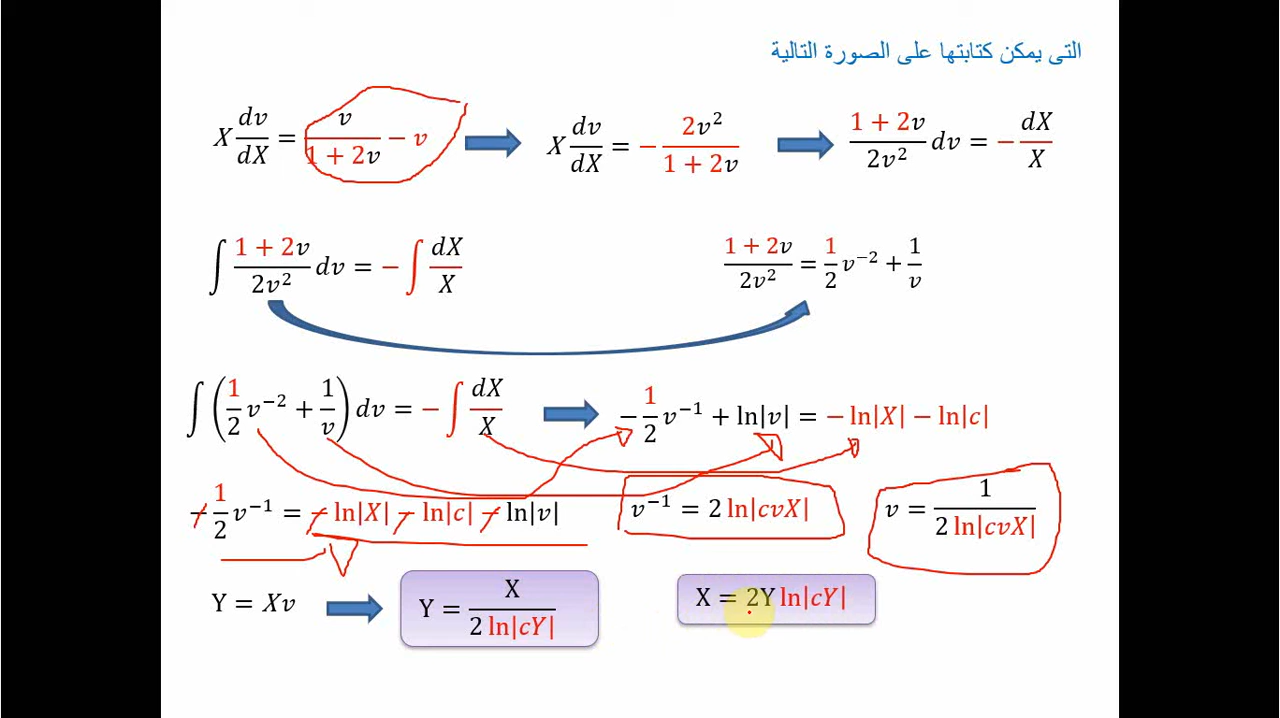 التى يمكن كتابتها على الصورة التالية
X dv/dX = v/(1 + 2v) − v
X dv/dX = − 2v²/(1 + 2v)
(1 + 2v)/2v² dv = − dX/X
∫ (1 + 2v)/2v² dv = − ∫ dX/X
(1 + 2v)/2v² = 1/2 v⁻² + 1/v
∫ (1/2 v⁻² + 1/v) dv = − ∫ dX/X
− 1/2 v⁻¹ + ln|v| = − ln|X| − ln|c|
− 1/2 v⁻¹ = − ln|X| − ln|c| − ln|v|
v⁻¹ = 2 ln|cvX|
v = 1/(2 ln|cvX|)
Y = Xv
Y = X/(2 ln|cY|)
X = 2Y ln|cY|